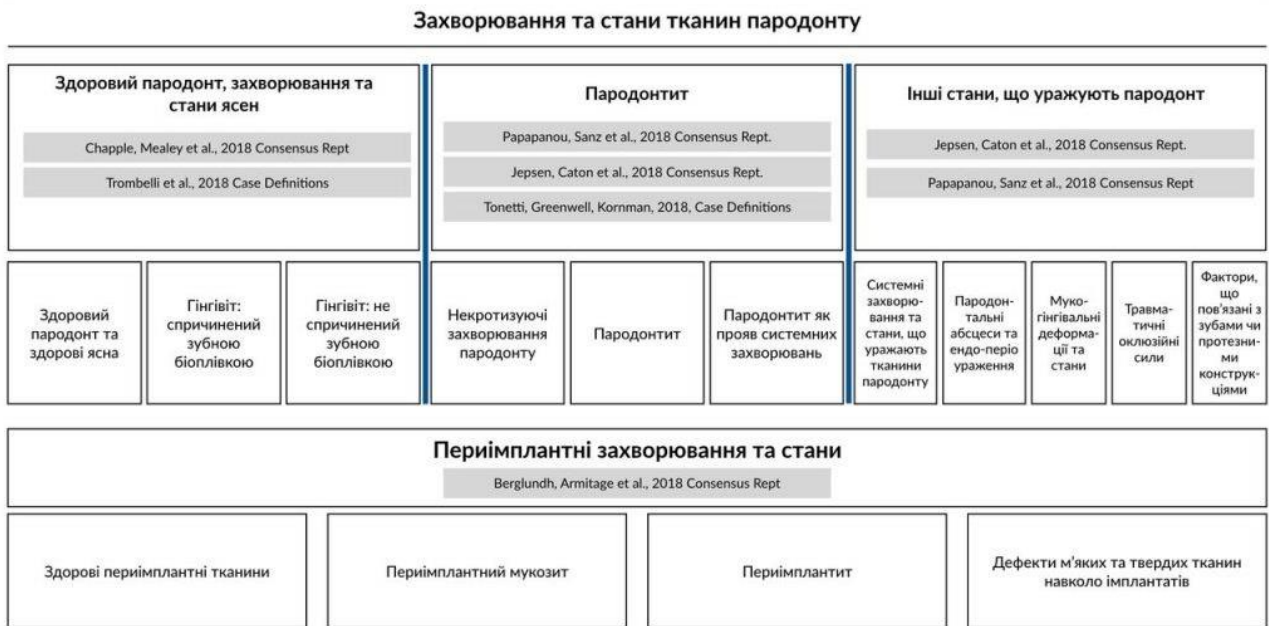 Захворювання та стани тканин пародонту
Здоровий пародонт, захворювання та
стани ясен
Chapple, Mealey et al., 2018 Consensus Rept
Trombelli et al., 2018 Case Definitions
Пародонтит
Papapanou, Sanz et al., 2018 Consensus Rept.
Jepsen, Caton et al., 2018 Consensus Rept.
Tonetti, Greenwell, Kornman, 2018, Case Definitions
Інші стани, що уражують пародонт
Jepsen, Caton et al., 2018 Consensus Rept.
Papapanou, Sanz et al., 2018 Consensus Rept
Здоровий
пародонт та
здорові ясна
Гінгівіт:
спричинений
зубною
біоплівкою
Гінгівіт: не
спричинений
зубною
біоплівкою
Некротизуючі
захворювання
пародонту
Пародонтит
Пародонтит як
прояв системних
захворювань
Системні
захворю-
вання та
стани, що
уражають
тканини
пародонту
Пародон-
тальні
абсцеси та
ендо-періо
ураження
Муко-
гінгівальні
деформа-
ції та
стани
Травма-
тичні
оклюзійні
сили
Фактори,
що
пов'язані з
зубами чи
протезни-
ми
конструк-
ціями
Периімплантні захворювання та стани
Berglundh, Armitage et al., 2018 Consensus Rept
Здорові периімплантні тканини
Периімплантний мукозит
Периімплантит
Дефекти м'яких та твердих тканин
навколо імплантатів